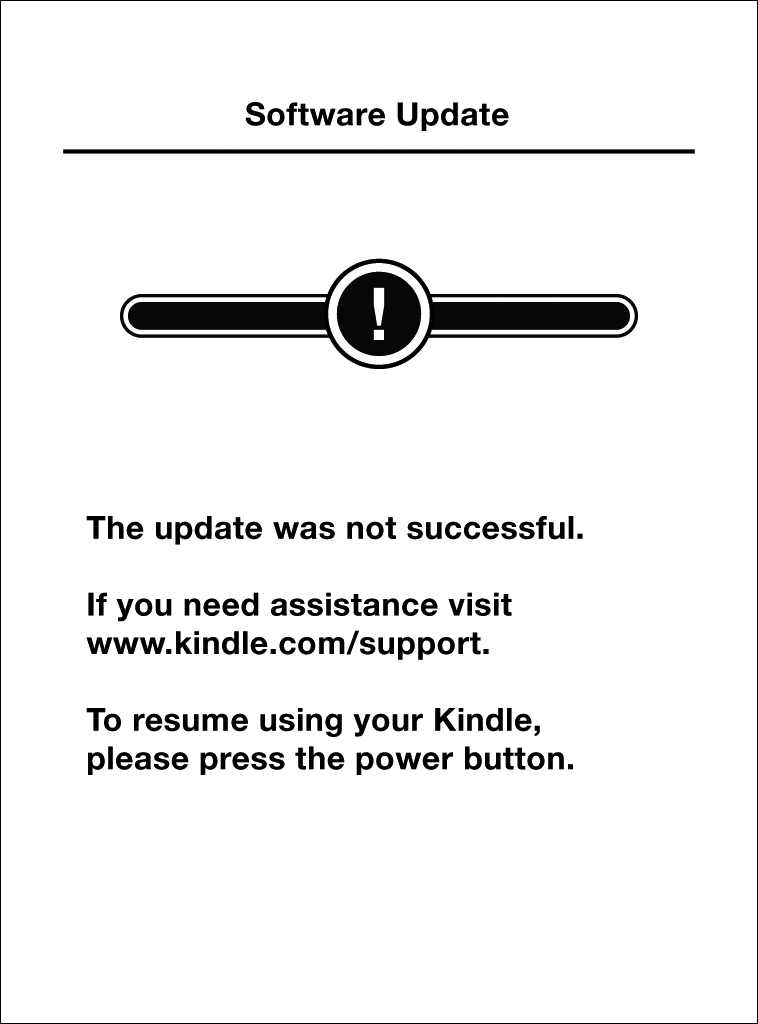 Software Update
!
The update was not successful.
If you need assistance visit
www.kindle.com/support.
To resume using your Kindle,
please press the power button.